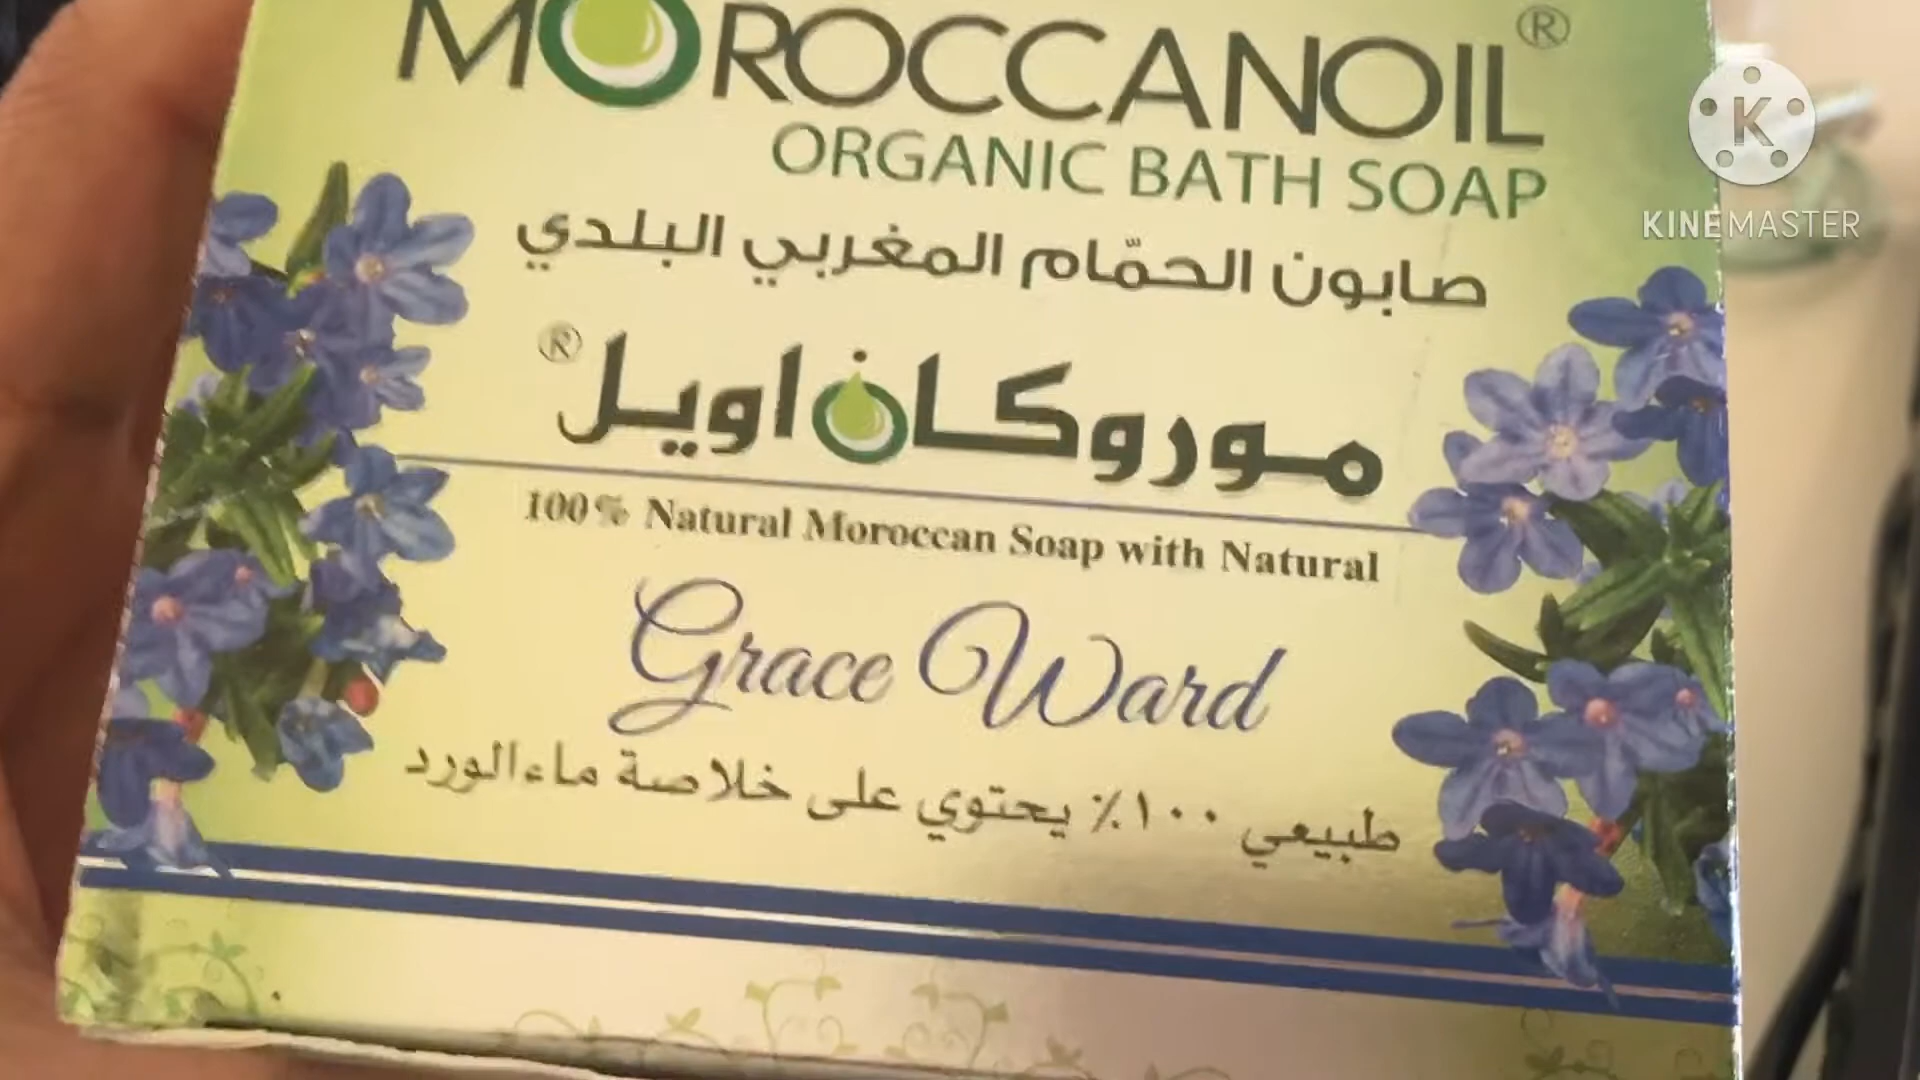 MOROCCANOIL®
ORGANIC BATH SOAP
صابون الحمّام المغربي البلدي
موروكان اويل®
100% Natural Moroccan Soap with Natural
Grace Ward
طبيعي ١٠٠٪ يحتوي على خلاصة ماء الورد
K
KINEMASTER